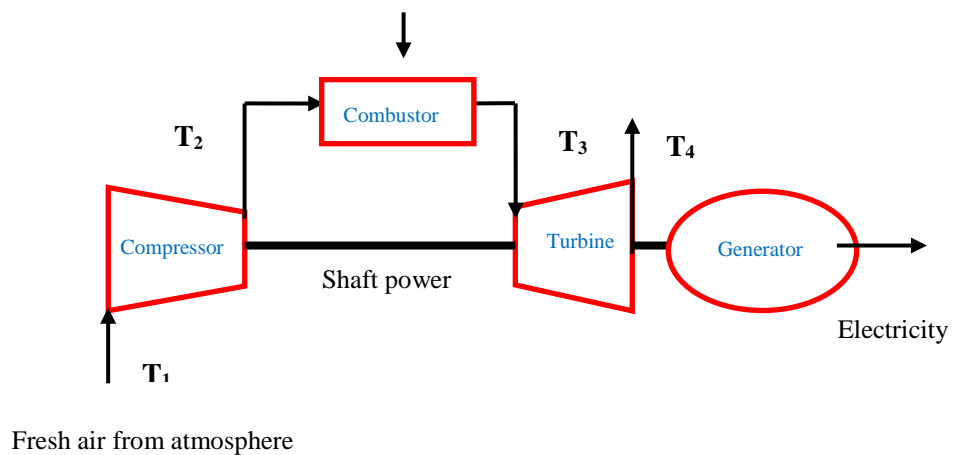 Combustor
T2
T3
T4
Compressor
Turbine
Generator
Shaft power
Electricity
T1
Fresh air from atmosphere